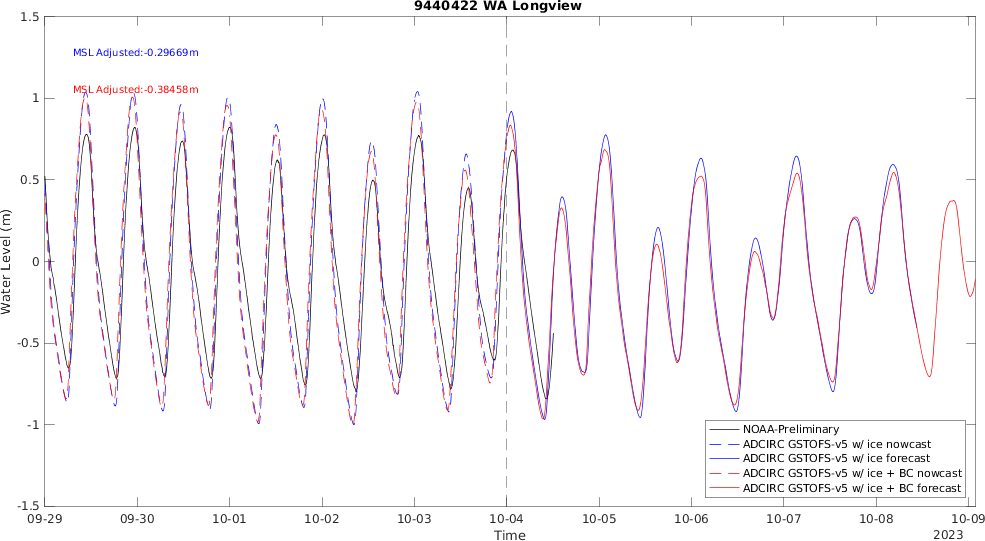 9440422 WA Longview
1.5
1
0.5
0
-0.5
-1
-1.5
Water Level (m)
MSL Adjusted:-0.29669m
MSL Adjusted:-0.38458m
NOAA-Preliminary
ADCIRC GSTOFS-v5 w/ ice nowcast
ADCIRC GSTOFS-v5 w/ ice forecast
ADCIRC GSTOFS-v5 w/ ice + BC nowcast
ADCIRC GSTOFS-v5 w/ ice + BC forecast
09-29 09-30 10-01 10-02 10-03 10-04 10-05 10-06 10-07 10-08 10-09
Time
2023